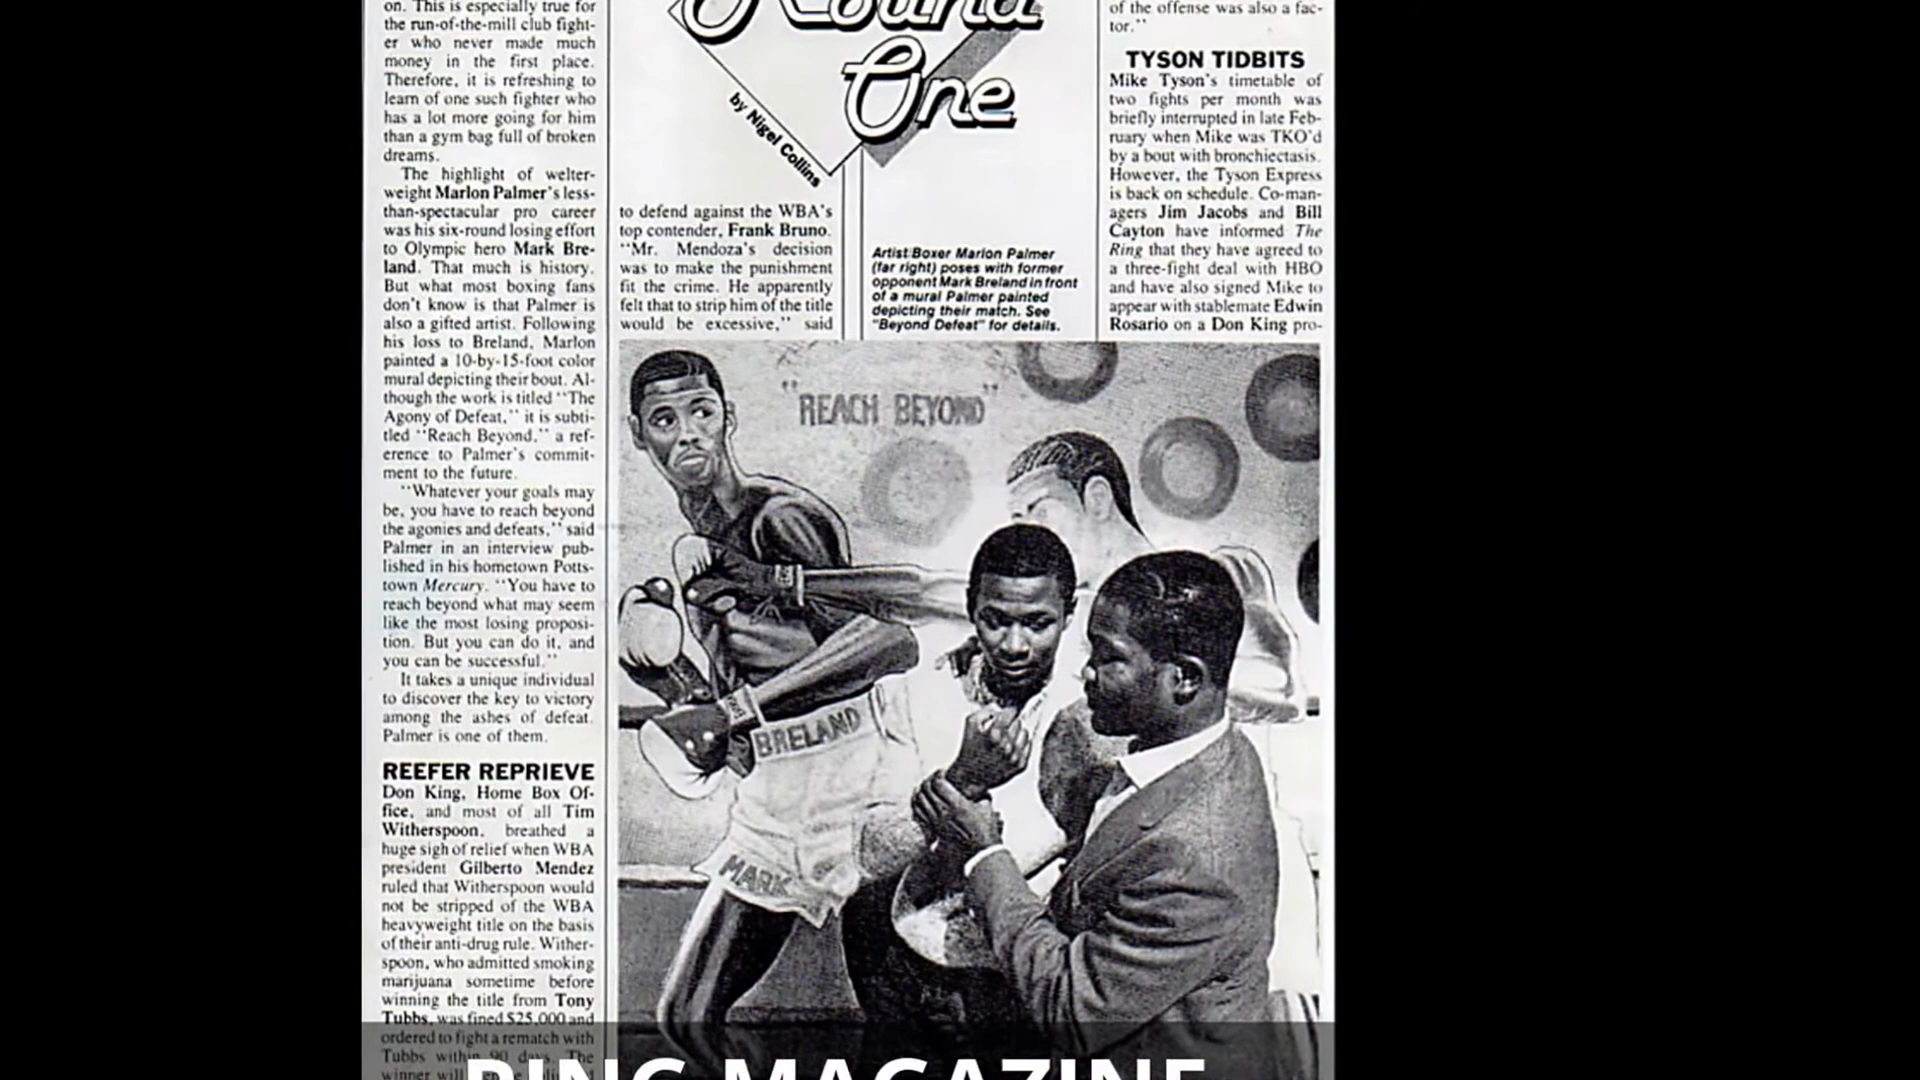 on. This is especially true for
the run-of-the-mill club fight-
er who never made much
money in the first place.
Therefore, it is refreshing to
learn of one such fighter who
has a lot more going for him
than a gym bag full of broken
dreams.
The highlight of welter-
weight Marlon Palmer's less-
than-spectacular pro career
was his six-round losing effort
to Olympic hero Mark Bre-
land. That much is history.
But what most boxing fans
don't know is that Palmer is
also a gifted artist. Following
his loss to Breland, Marlon
painted a 10-by-15-foot color
mural depicting their bout. Al-
though the work is titled "The
Agony of Defeat," it is subti-
tled "Reach Beyond," a ref-
erence to Palmer's commit-
ment to the future.
"Whatever your goals may
be, you have to reach beyond
the agonies and defeats," said
Palmer in an interview pub-
lished in his hometown Potts-
town Mercury. "You have to
reach beyond what may seem
like the most losing proposi-
tion. But you can do it, and
you can be successful."
It takes a unique individual
to discover the key to victory
among the ashes of defeat.
Palmer is one of them.
REEFER REPRIEVE
Don King, Home Box Of-
fice, and most of all Tim
Witherspoon, breathed a
huge sigh of relief when WBA
president Gilberto Mendez
ruled that Witherspoon would
not be stripped of the WBA
heavyweight title on the basis
of their anti-drug rule. Wither-
spoon, who admitted smoking
marijuana sometime before
winning the title from Tony
Tubbs, was fined $25,000 and
ordered to fight a rematch with
Tubbs within 90 days. The
winner will
Round
One
by Nigel Collins
to defend against the WBA's
top contender, Frank Bruno.
"Mr. Mendoza's decision
was to make the punishment
fit the crime. He apparently
felt that to strip him of the title
would be excessive," said
Artist/Boxer Marlon Palmer
(far right) poses with former
opponent Mark Breland in front
of a mural Palmer painted
depicting their match. See
"Beyond Defeat" for details.
of the offense was also a fac-
tor."
TYSON TIDBITS
Mike Tyson's timetable of
two fights per month was
briefly interrupted in late Feb-
ruary when Mike was TKO'd
by a bout with bronchiectasis.
However, the Tyson Express
is back on schedule. Co-man-
agers Jim Jacobs and Bill
Cayton have informed The
Ring that they have agreed to
a three-fight deal with HBO
and have also signed Mike to
appear with stablemate Edwin
Rosario on a Don King pro-
"REACH BEYOND"
BRELAND
MARK
RING MAGAZINE